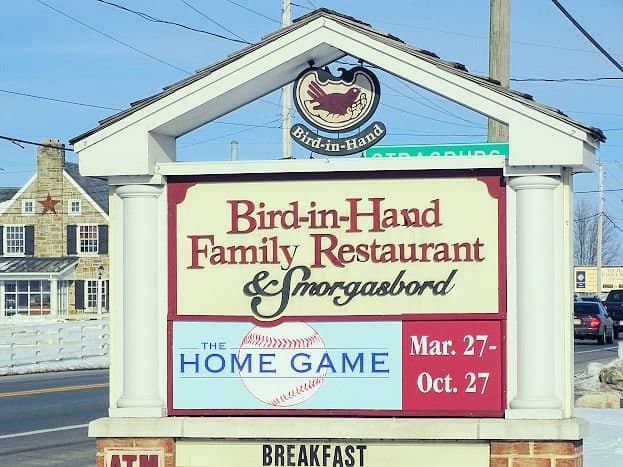 Bird-in-Hand
STRASBURG
Bird-in-Hand
Family Restaurant
& Smorgasbord
THE
HOME GAME
Mar. 27-
Oct. 27
BREAKFAST
ATM